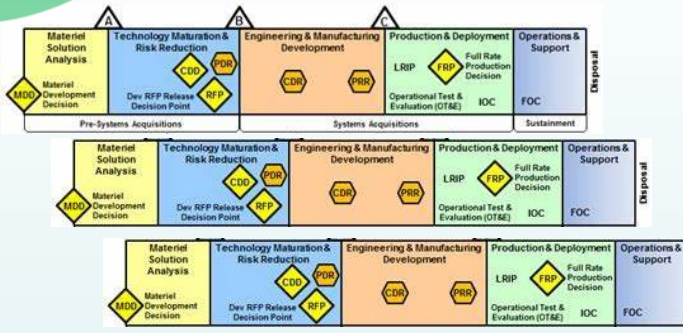 A
B
C
Materiel Solution Analysis
Technology Maturation & Risk Reduction
Engineering & Manufacturing Development
Production & Deployment
Operations & Support
Disposal
MDD
Materiel Development Decision
CDD
PDR
Dev RFP Release Decision Point
RFP
CDR
PRR
LRIP
FRP
Full Rate Production Decision
Operational Test & Evaluation (OT&E)
IOC
FOC
Pre-Systems Acquisitions
Systems Acquisitions
Sustainment
Materiel Solution Analysis
Technology Maturation & Risk Reduction
Engineering & Manufacturing Development
Production & Deployment
Operations & Support
Disposal
MDD
Materiel Development Decision
CDD
PDR
Dev RFP Release Decision Point
RFP
CDR
PRR
LRIP
FRP
Full Rate Production Decision
Operational Test & Evaluation (OT&E)
IOC
FOC
Materiel Solution Analysis
Technology Maturation & Risk Reduction
Engineering & Manufacturing Development
Production & Deployment
Operations & Support
MDD
Materiel Development Decision
CDD
PDR
Dev RFP Release Decision Point
RFP
CDR
PRR
LRIP
FRP
Full Rate Production Decision
Operational Test & Evaluation (OT&E)
IOC
FOC